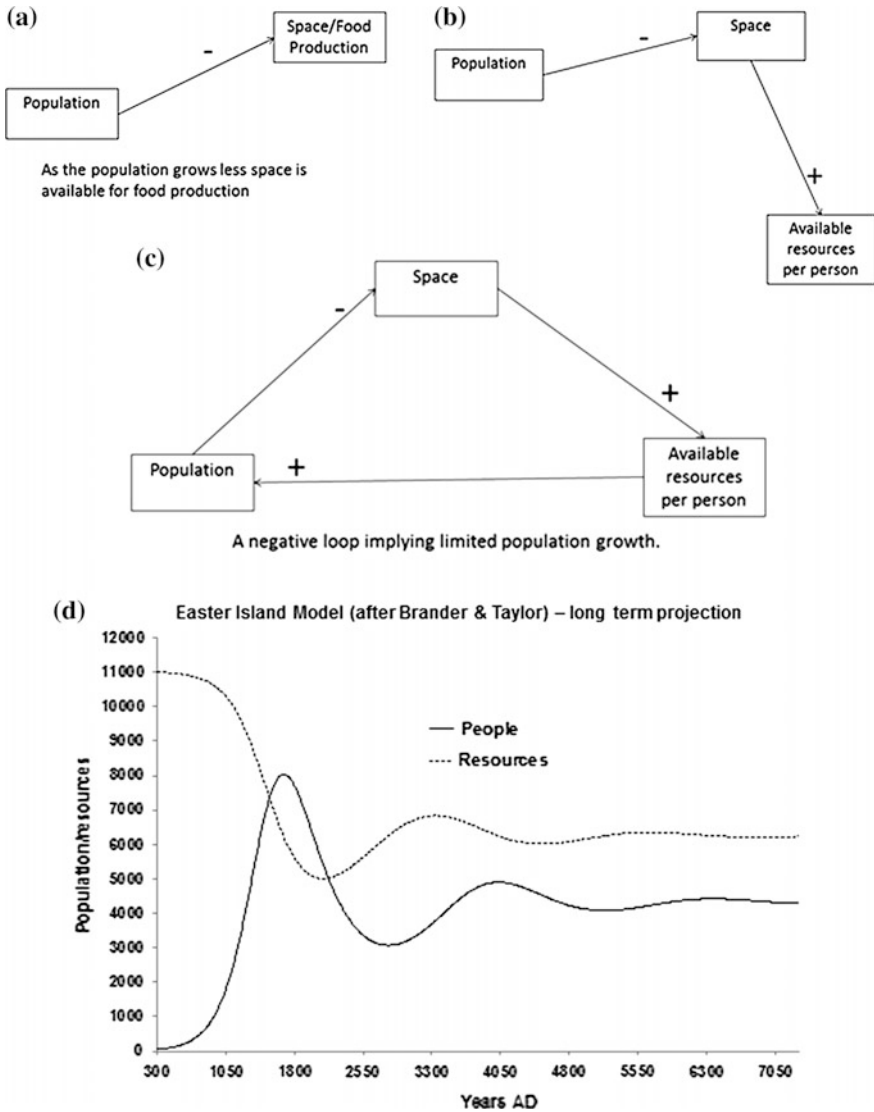 (a)
Space/Food
Production
-
Population
As the population grows less space is
available for food production
(b)
Space
-
Population
+
Available
resources
per person
(c)
Space
-
+
Population
+
Available
resources
per person
A negative loop implying limited population growth.
(d)
Easter Island Model (after Brander & Taylor) – long term projection
12000
11000
10000
9000
8000
7000
6000
5000
4000
3000
2000
1000
0
Population/resources
People
Resources
300 1050 1800 2550 3300 4050 4800 5550 6300 7050
Years AD